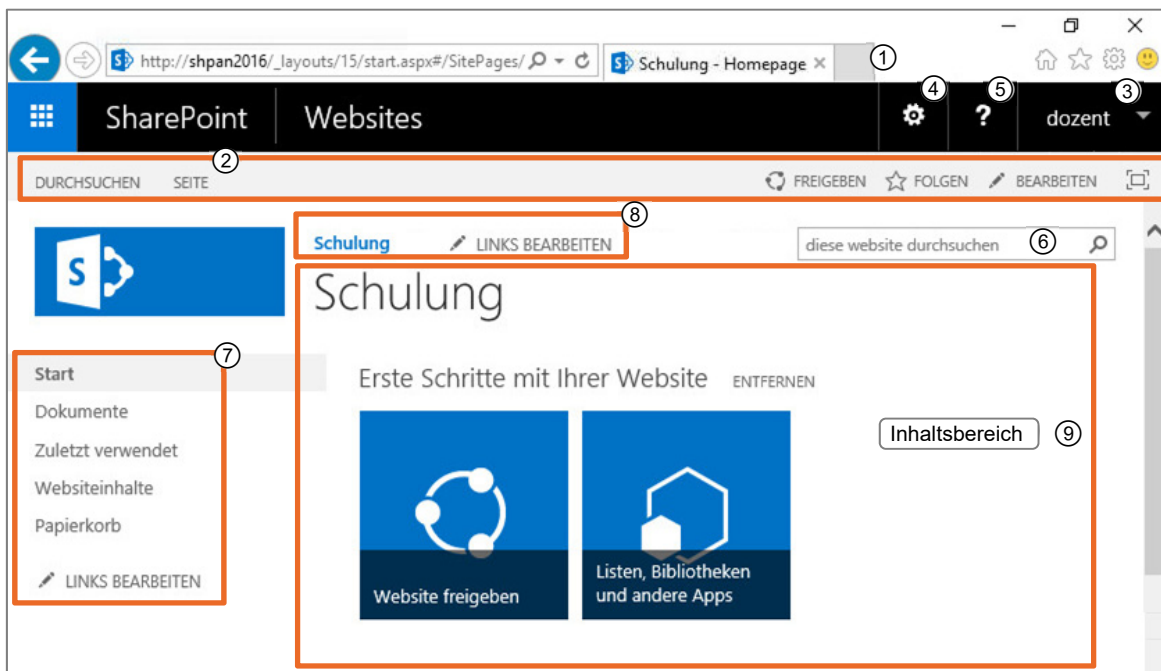 http://shpan2016/_layouts/15/start.aspx#/SitePages/
Schulung - Homepage
①
SharePoint Websites ④ ? ⑤ dozent ③
②
DURCHSUCHEN SEITE FREIGEBEN FOLGEN BEARBEITEN
⑧
Schulung LINKS BEARBEITEN diese website durchsuchen ⑥
S
Schulung
⑦
Start
Dokumente
Zuletzt verwendet
Websiteinhalte
Papierkorb
LINKS BEARBEITEN
Erste Schritte mit Ihrer Website ENTFERNEN
Inhaltsbereich ⑨
Website freigeben
Listen, Bibliotheken
und andere Apps